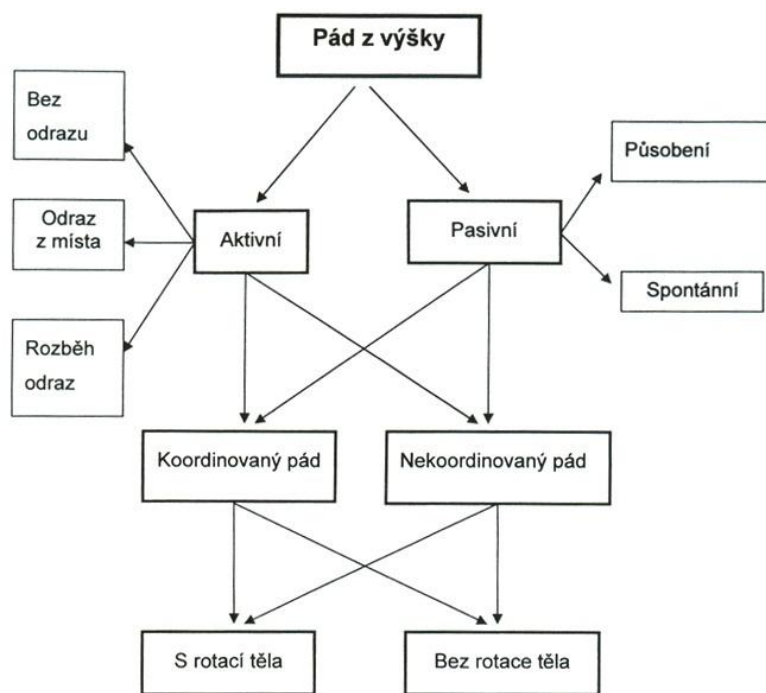 Pád z výšky
Bez
odrazu
Působení
Odraz
z místa
Aktivní
Pasivní
Spontánní
Rozběh
odraz
Koordinovaný pád
Nekoordinovaný pád
S rotací těla
Bez rotace těla